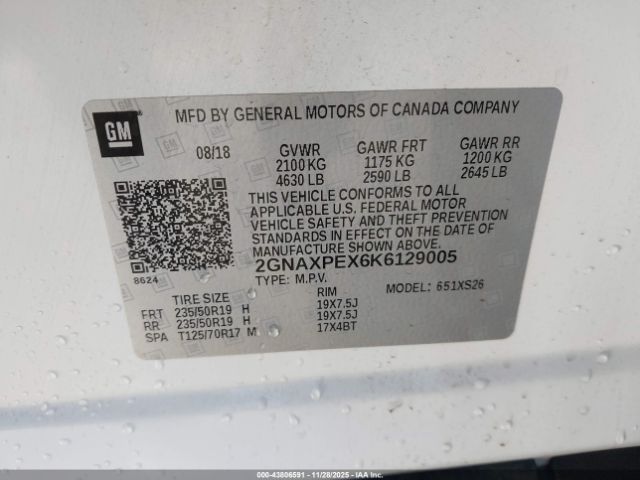 GM
MFD BY GENERAL MOTORS OF CANADA COMPANY
08/18 GVWR GAWR FRT GAWR RR
2100 KG 1175 KG 1200 KG
4630 LB 2590 LB 2645 LB
THIS VEHICLE CONFORMS TO ALL
APPLICABLE U.S. FEDERAL MOTOR
VEHICLE SAFETY AND THEFT PREVENTION
STANDARDS IN EFFECT ON THE DATE OF
MANUFACTURE SHOWN ABOVE.
8624 2GNAXPEX6K6129005
TYPE: M.P.V. MODEL: 651XS26
TIRE SIZE RIM
FRT 235/50R19 H 19X7.5J
RR 235/50R19 H 19X7.5J
SPA T125/70R17 M 17X4BT
000-43806591 - 11/28/2025 - IAAI.COM